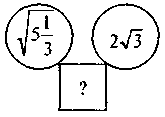 √(5 1/3) 2√3
?